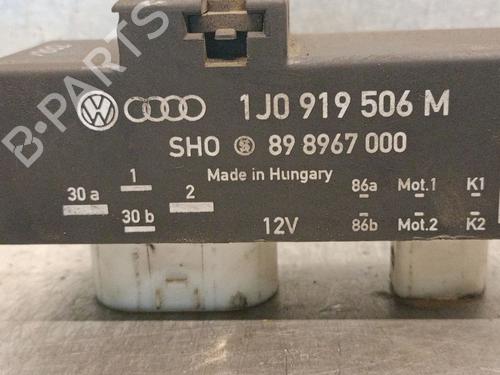 1J0 919 506 M
SHO 89 8967 000
Made in Hungary
1
30 a 2 86a Mot.1 K1
30 b 12V 86b Mot.2 K2
B-PARTS